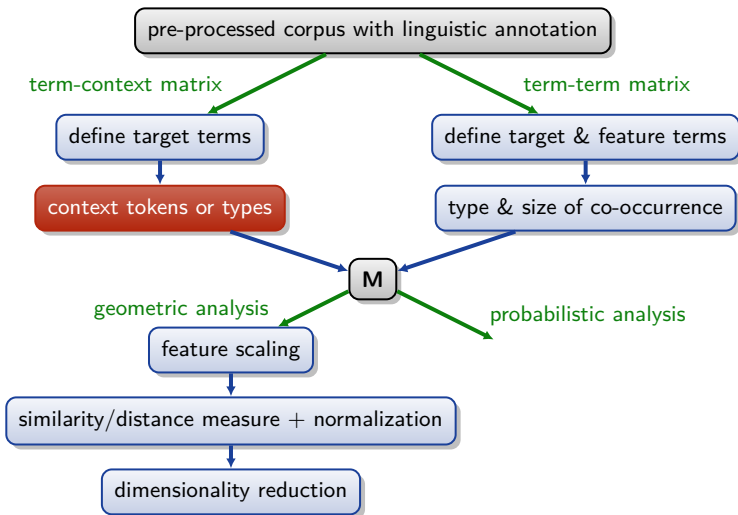 pre-processed corpus with linguistic annotation
term-context matrix
term-term matrix
define target terms
define target & feature terms
context tokens or types
type & size of co-occurrence
M
geometric analysis
probabilistic analysis
feature scaling
similarity/distance measure + normalization
dimensionality reduction